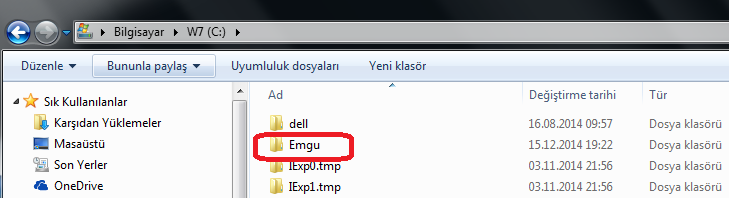 Bilgisayar ▸ W7 (C:) ▸
Düzenle Bununla paylaş Uyumluluk dosyaları Yeni klasör
Sık Kullanılanlar
Karşıdan Yüklemeler
Masaüstü
Son Yerler
OneDrive
Ad Değiştirme tarihi Tür
dell 16.08.2014 09:57 Dosya klasörü
Emgu 15.12.2014 19:22 Dosya klasörü
IExp0.tmp 03.11.2014 21:56 Dosya klasörü
IExp1.tmp 03.11.2014 21:56 Dosya klasörü